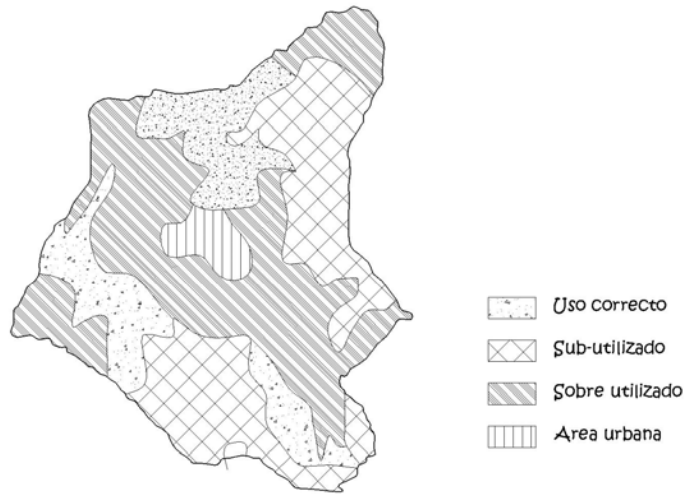 Uso correcto
Sub-utilizado
Sobre utilizado
Area urbana